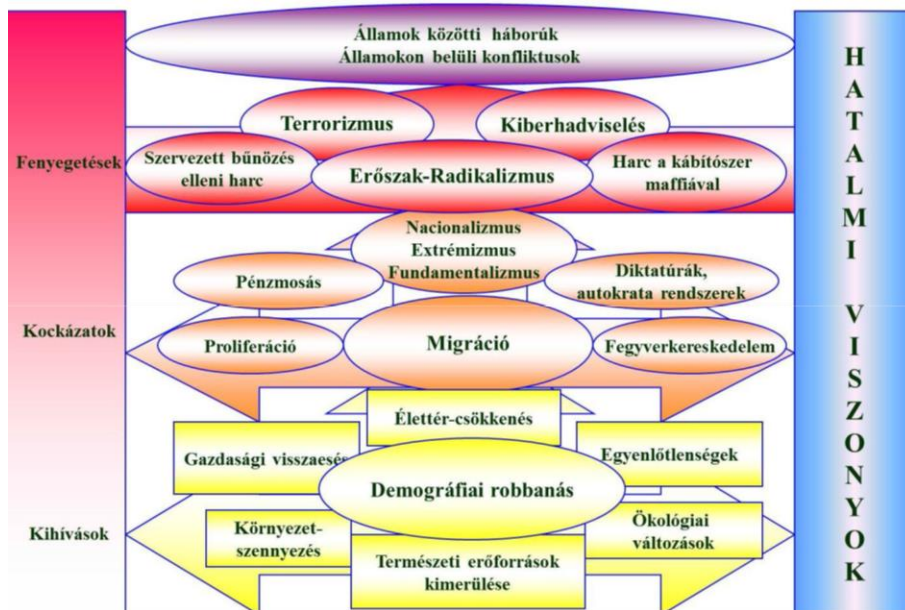 Államok közötti háborúk
Államokon belüli konfliktusok
Terrorizmus
Kiberhadviselés
Fenyegetések
Szervezett bűnözés
elleni harc
Erőszak-Radikalizmus
Harc a kábítószer
maffiával
Nacionalizmus
Extrémizmus
Fundamentalizmus
Pénzmosás
Diktatúrák,
autokrata rendszerek
Kockázatok
Proliferáció
Migráció
Fegyverkereskedelem
Élettér-csökkenés
Gazdasági visszaesés
Egyenlőtlenségek
Demográfiai robbanás
Kihívások
Környezet-
szennyezés
Ökológiai
változások
Természeti erőforrások
kimerülése
HATALMI VISZONYOK